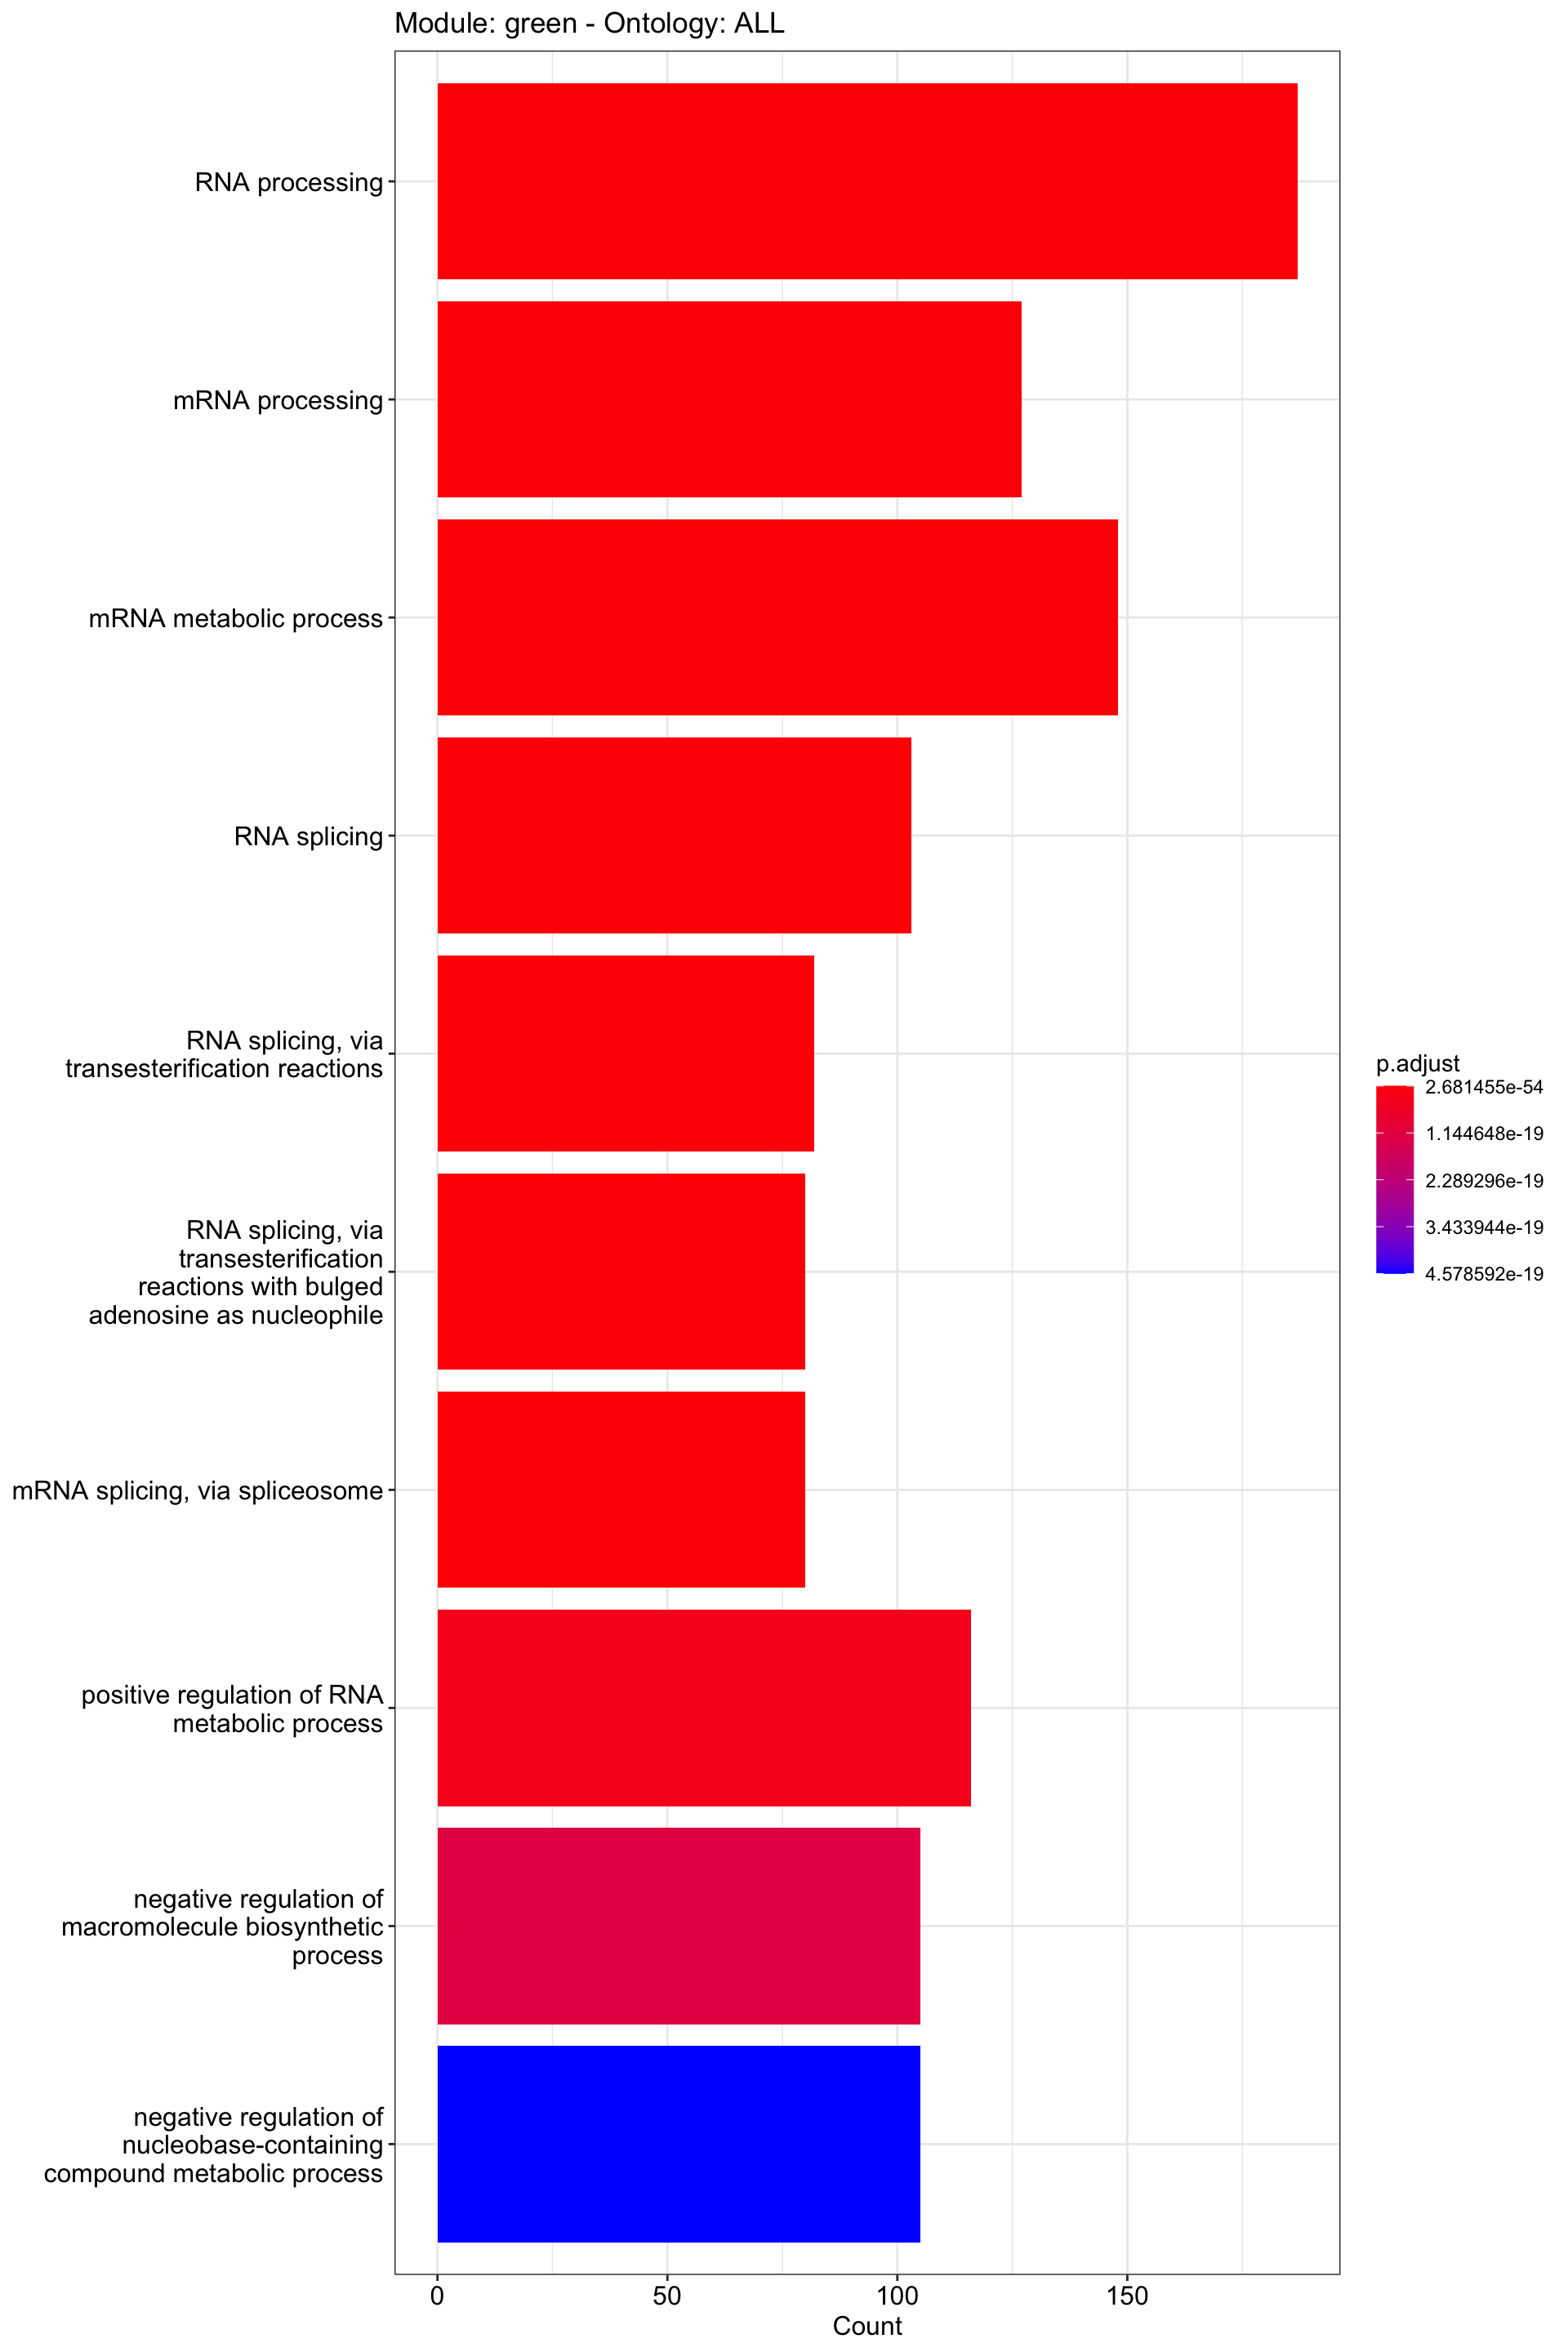 Module: green - Ontology: ALL
RNA processing
mRNA processing
mRNA metabolic process
RNA splicing
RNA splicing, via
transesterification reactions
RNA splicing, via
transesterification
reactions with bulged
adenosine as nucleophile
mRNA splicing, via spliceosome
positive regulation of RNA
metabolic process
negative regulation of
macromolecule biosynthetic
process
negative regulation of
nucleobase-containing
compound metabolic process
0 50 100 150
Count
p.adjust
2.681455e-54
1.144648e-19
2.289296e-19
3.433944e-19
4.578592e-19